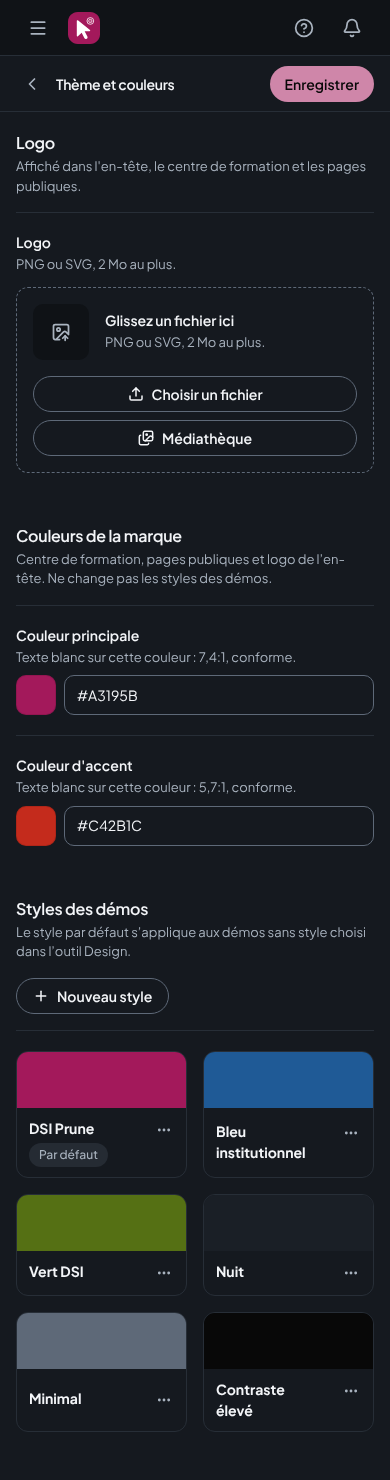 Thème et couleurs
Enregistrer
Logo
Affiché dans l'en-tête, le centre de formation et les pages
publiques.
Logo
PNG ou SVG, 2 Mo au plus.
Glissez un fichier ici
PNG ou SVG, 2 Mo au plus.
Choisir un fichier
Médiathèque
Couleurs de la marque
Centre de formation, pages publiques et logo de l'en-
tête. Ne change pas les styles des démos.
Couleur principale
Texte blanc sur cette couleur : 7,4:1, conforme.
#A3195B
Couleur d'accent
Texte blanc sur cette couleur : 5,7:1, conforme.
#C42B1C
Styles des démos
Le style par défaut s'applique aux démos sans style choisi
dans l'outil Design.
Nouveau style
DSI Prune
Par défaut
Bleu
institutionnel
Vert DSI
Nuit
Minimal
Contraste
élevé